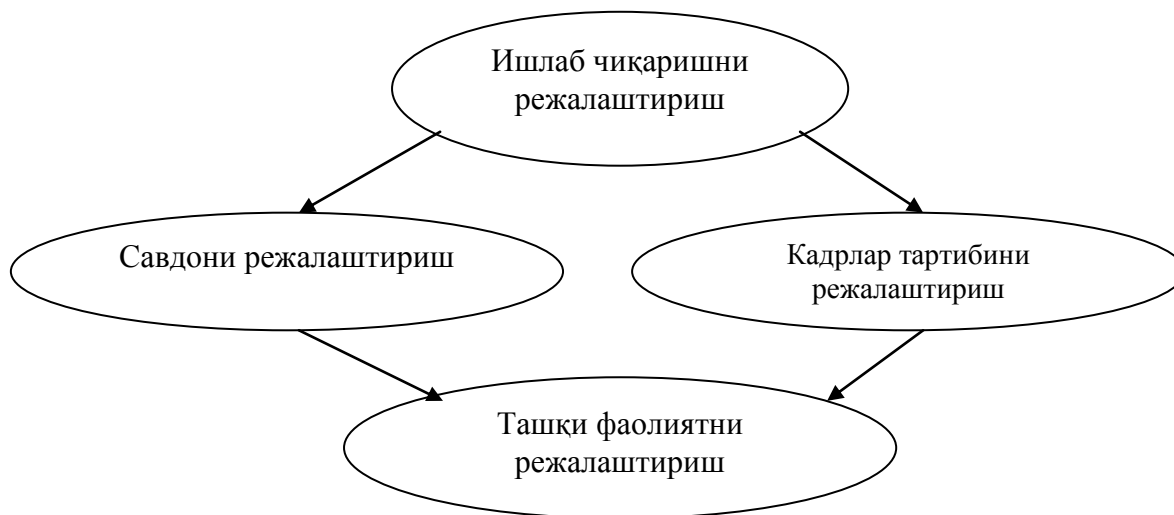 Ишлаб чиқаришни
режалаштириш
Савдони режалаштириш
Кадрлар тартибини
режалаштириш
Ташқи фаолиятни
режалаштириш